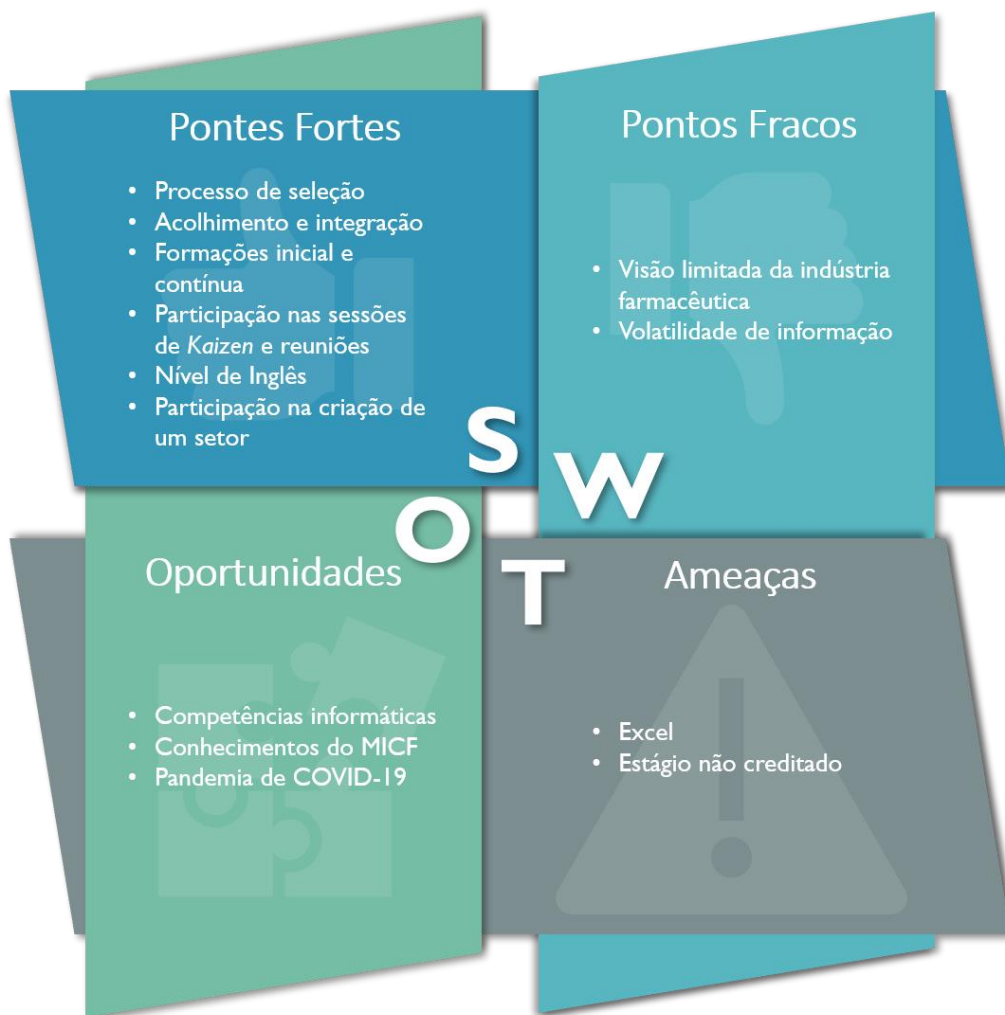 Pontes Fortes
• Processo de seleção
• Acolhimento e integração
• Formações inicial e
contínua
• Participação nas sessões
de Kaizen e reuniões
• Nível de Inglês
• Participação na criação de
um setor
S
Pontos Fracos
• Visão limitada da indústria
farmacêutica
• Volatilidade de informação
W
O
Oportunidades
• Competências informáticas
• Conhecimentos do MICF
• Pandemia de COVID-19
T
Ameaças
• Excel
• Estágio não creditado